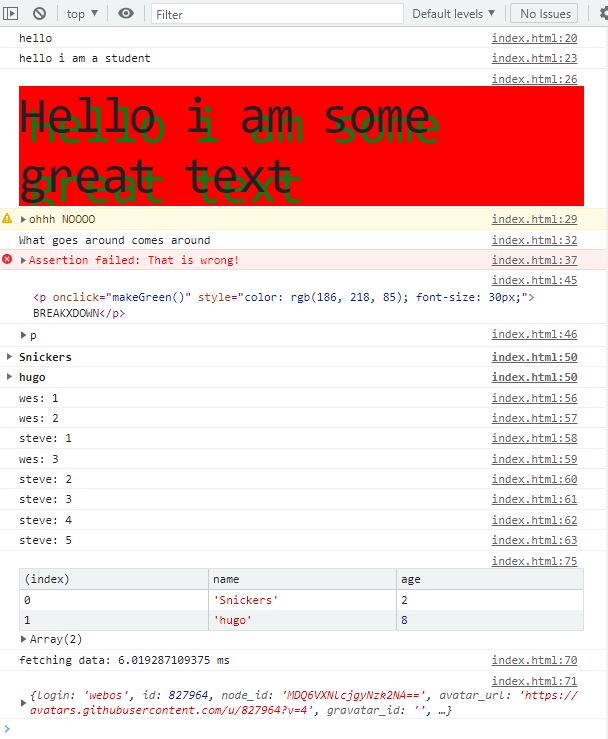 top ▼ Filter Default levels ▼ No Issues
hello index.html:20
hello i am a student index.html:23
index.html:26
Hello i am some
great text
ohhh NOOOO index.html:29
What goes around comes around index.html:32
Assertion failed: That is wrong! index.html:37
index.html:45
<p onclick="makeGreen()" style="color: rgb(186, 218, 85); font-size: 30px;">
BREAKXDOWN</p>
p index.html:46
Snickers index.html:50
hugo index.html:50
wes: 1 index.html:56
wes: 2 index.html:57
steve: 1 index.html:58
wes: 3 index.html:59
steve: 2 index.html:60
steve: 3 index.html:61
steve: 4 index.html:62
steve: 5 index.html:63
index.html:75
(index) name age
0 'Snickers' 2
1 'hugo' 8
Array(2)
fetching data: 6.019287109375 ms index.html:70
index.html:71
{login: 'webos', id: 827964, node_id: 'MDQ6VXNlcjgyNzk2NA==', avatar_url: 'https://
avatars.githubusercontent.com/u/827964?v=4', gravatar_id: '', …}